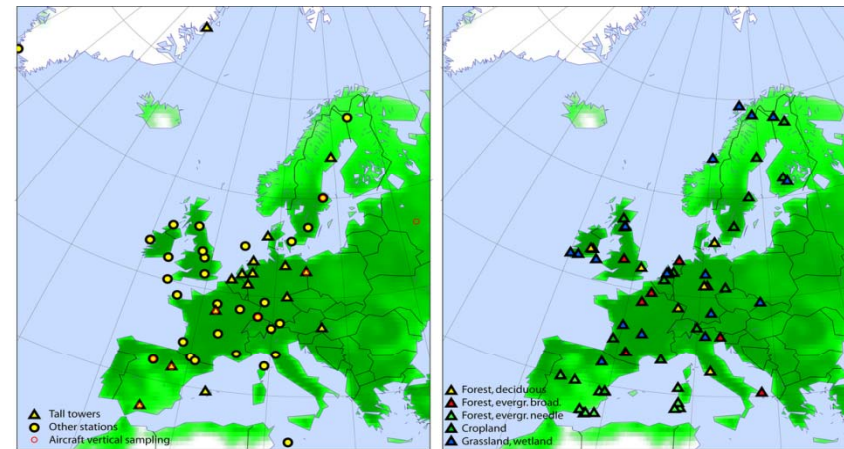 Tall towers
Other stations
Aircraft vertical sampling
Forest, deciduous
Forest, evergr. broad.
Forest, evergr. needle
Cropland
Grassland, wetland